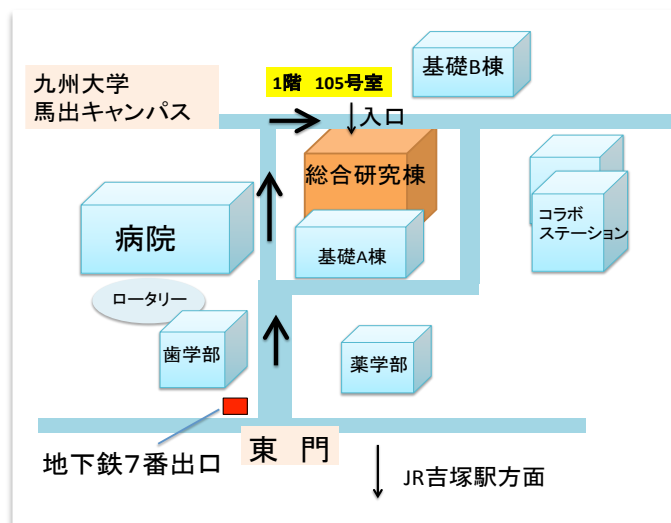 九州大学
馬出キャンパス
1階 105号室
入口
基礎B棟
総合研究棟
基礎A棟
コラボ
ステーション
病院
ロータリー
歯学部
薬学部
地下鉄7番出口
東 門
JR吉塚駅方面